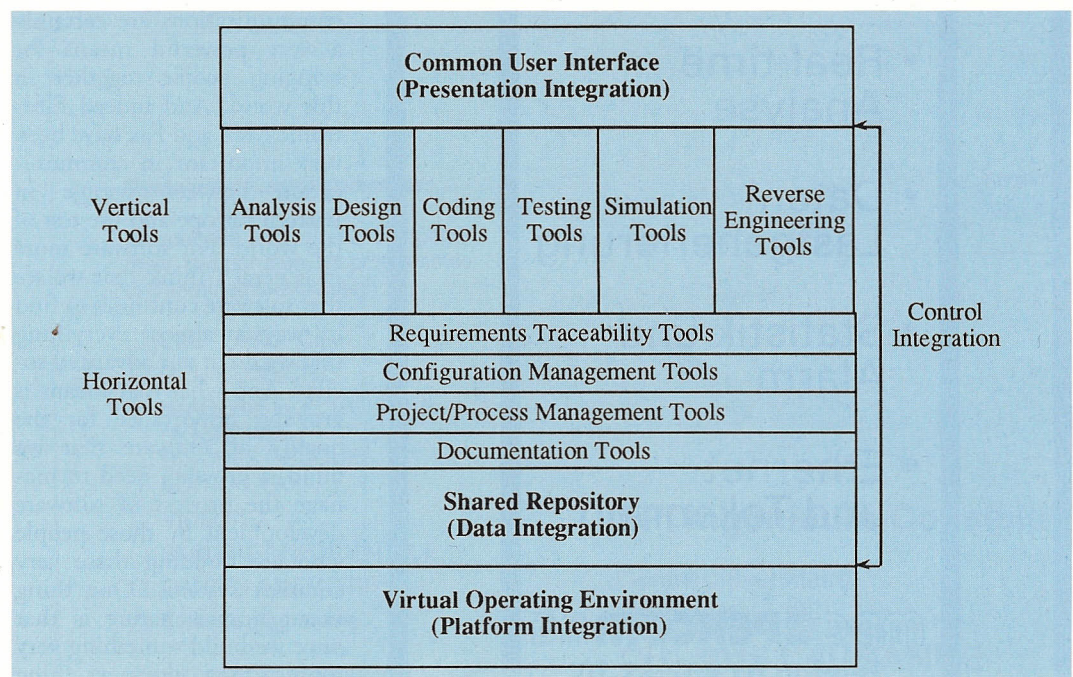 Common User Interface
(Presentation Integration)
Vertical
Tools
Analysis
Tools
Design
Tools
Coding
Tools
Testing
Tools
Simulation
Tools
Reverse
Engineering
Tools
Control
Integration
Horizontal
Tools
Requirements Traceability Tools
Configuration Management Tools
Project/Process Management Tools
Documentation Tools
Shared Repository
(Data Integration)
Virtual Operating Environment
(Platform Integration)